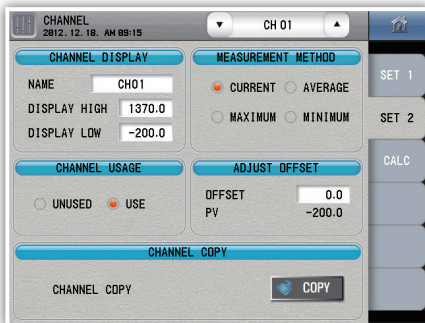 CHANNEL
2012. 12. 18. AM 09:15
CH 01
CHANNEL DISPLAY
NAME CH01
DISPLAY HIGH 1370.0
DISPLAY LOW -200.0
MEASUREMENT METHOD
CURRENT AVERAGE
MAXIMUM MINIMUM
CHANNEL USAGE
UNUSED USE
ADJUST OFFSET
OFFSET 0.0
PV -200.0
CHANNEL COPY
CHANNEL COPY COPY
SET 1
SET 2
CALC